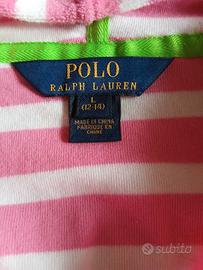 POLO
RALPH LAUREN
L
(12-14)
MADE IN CHINA
FABRIQUÉ EN
CHINE
subito